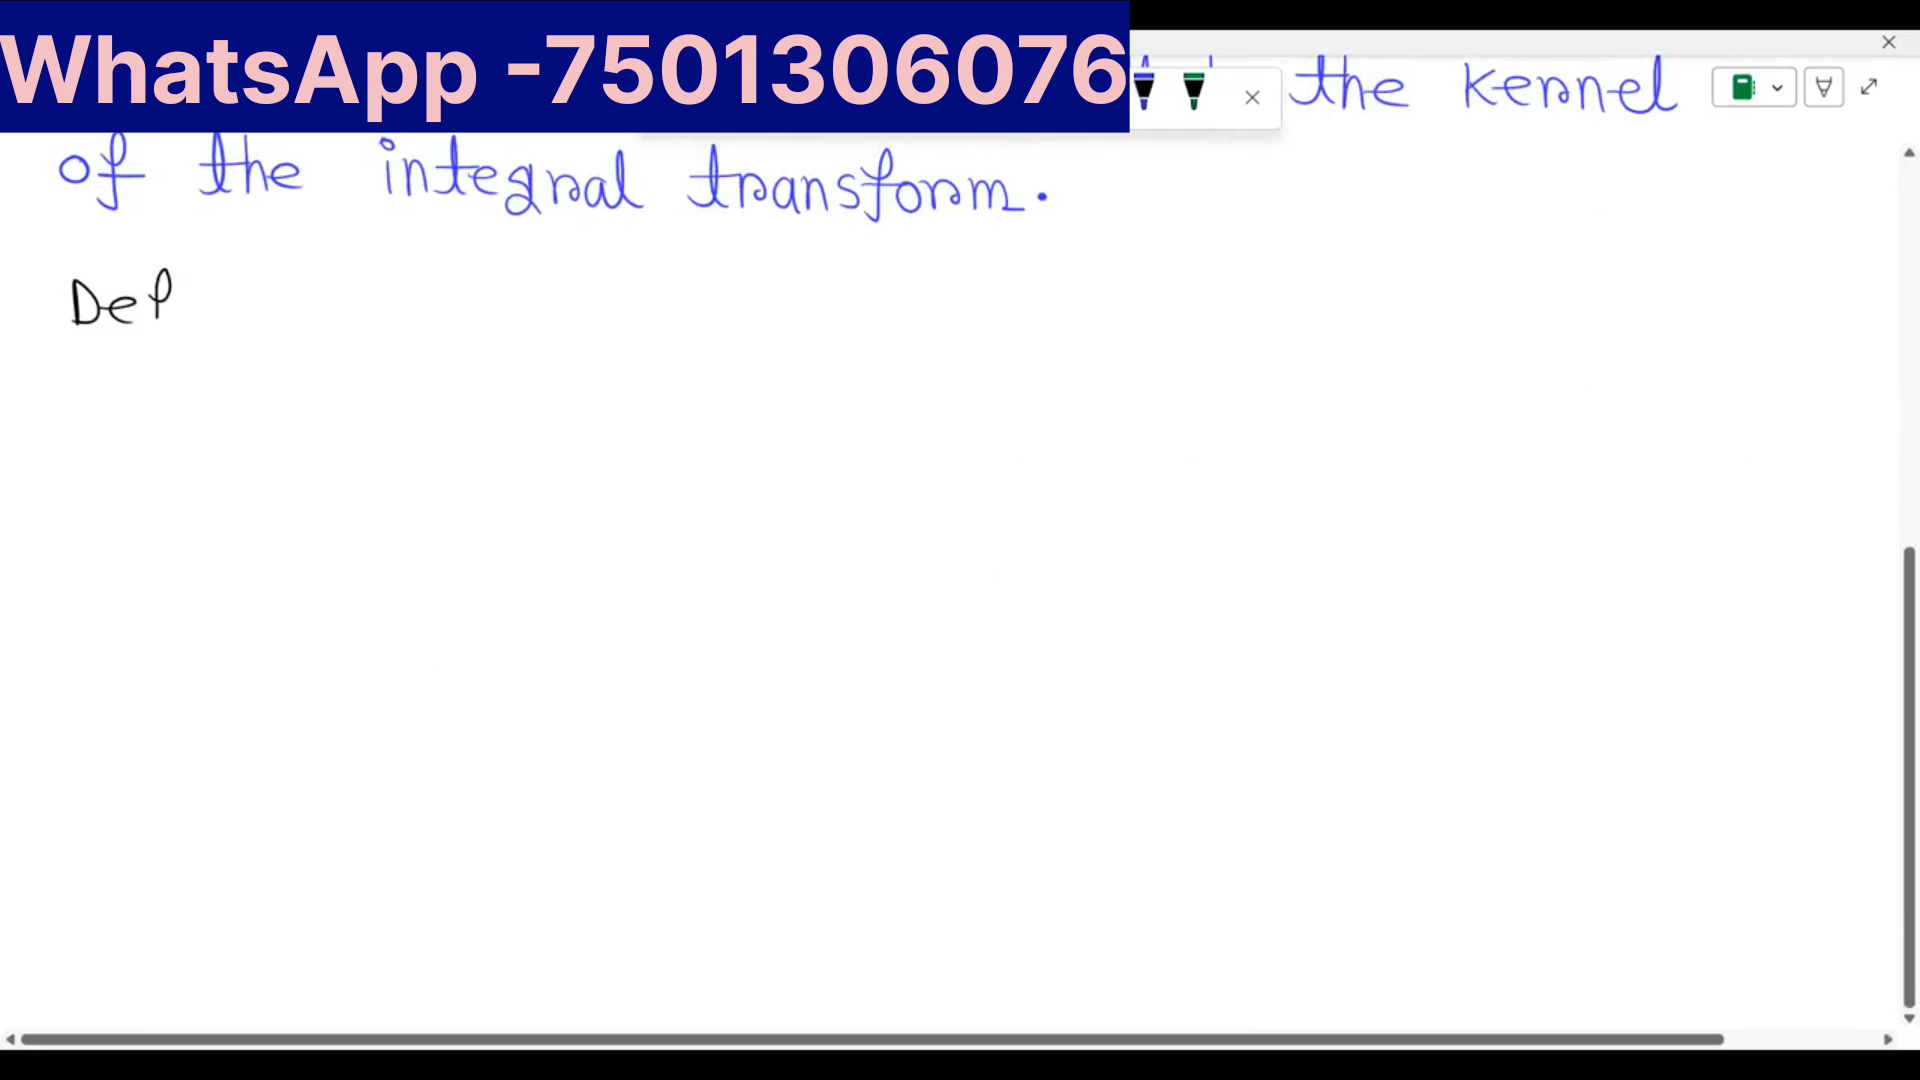 WhatsApp -7501306076
the kernel
of the integral transform.
Def